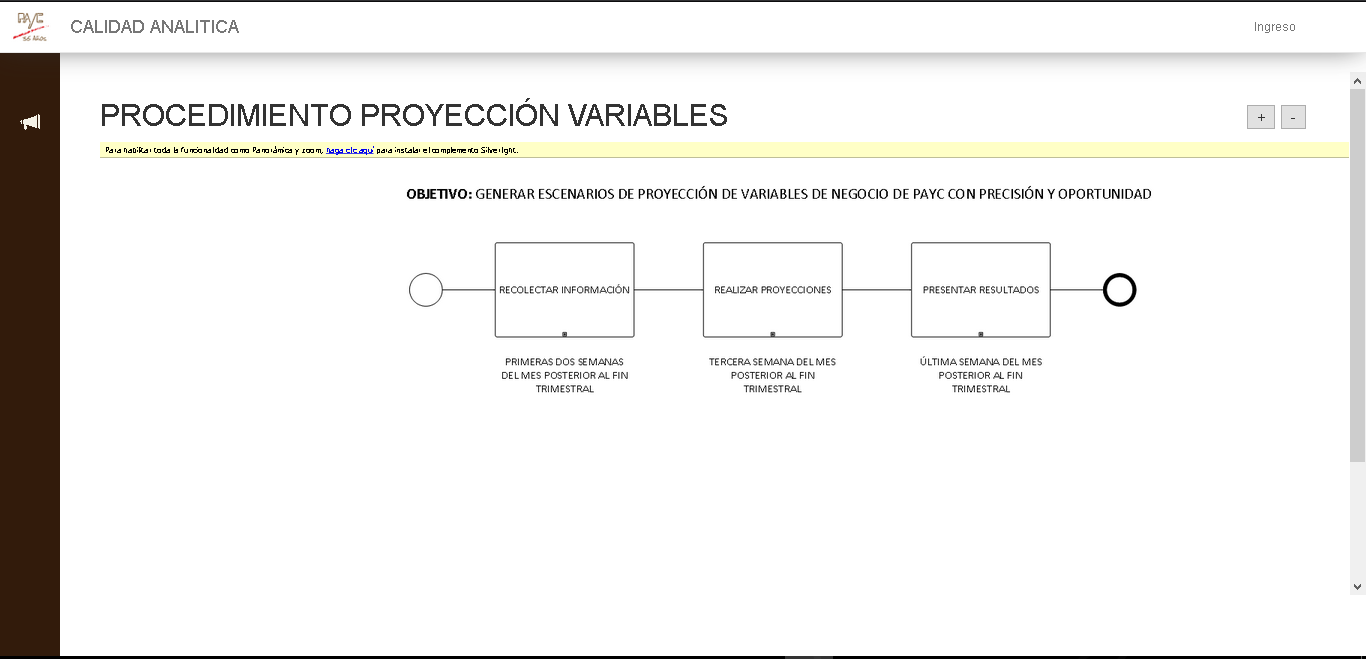 PAYC
35 AÑOS
CALIDAD ANALITICA
Ingreso
PROCEDIMIENTO PROYECCIÓN VARIABLES
+ -
Para habilitar toda la funcionalidad como Panorámica y zoom, haga clic aquí para instalar el complemento Silverlight.
OBJETIVO: GENERAR ESCENARIOS DE PROYECCIÓN DE VARIABLES DE NEGOCIO DE PAYC CON PRECISIÓN Y OPORTUNIDAD
RECOLECTAR INFORMACIÓN
REALIZAR PROYECCIONES
PRESENTAR RESULTADOS
PRIMERAS DOS SEMANAS
DEL MES POSTERIOR AL FIN
TRIMESTRAL
TERCERA SEMANA DEL MES
POSTERIOR AL FIN
TRIMESTRAL
ÚLTIMA SEMANA DEL MES
POSTERIOR AL FIN
TRIMESTRAL